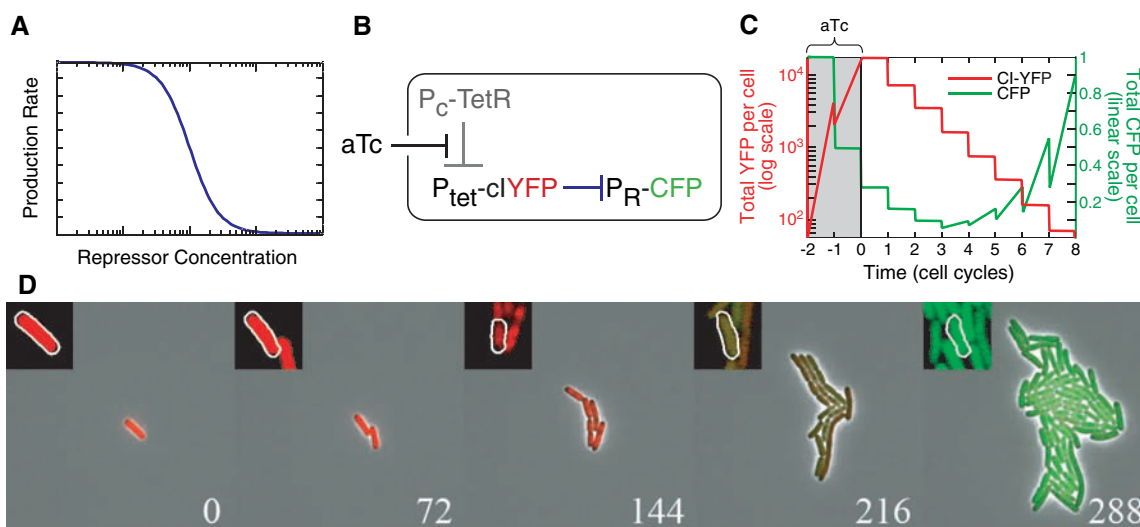 A
Production Rate
Repressor Concentration
B
P_c-TetR
aTc
P_tet-cIYFP
P_R-CFP
C
aTc
Total YFP per cell
(log scale)
10^4
10^3
10^2
CI-YFP
CFP
1
0.8
0.6
0.4
0.2
Total CFP per cell
(linear scale)
-2 -1 0 1 2 3 4 5 6 7 8
Time (cell cycles)
D
0 72 144 216 288